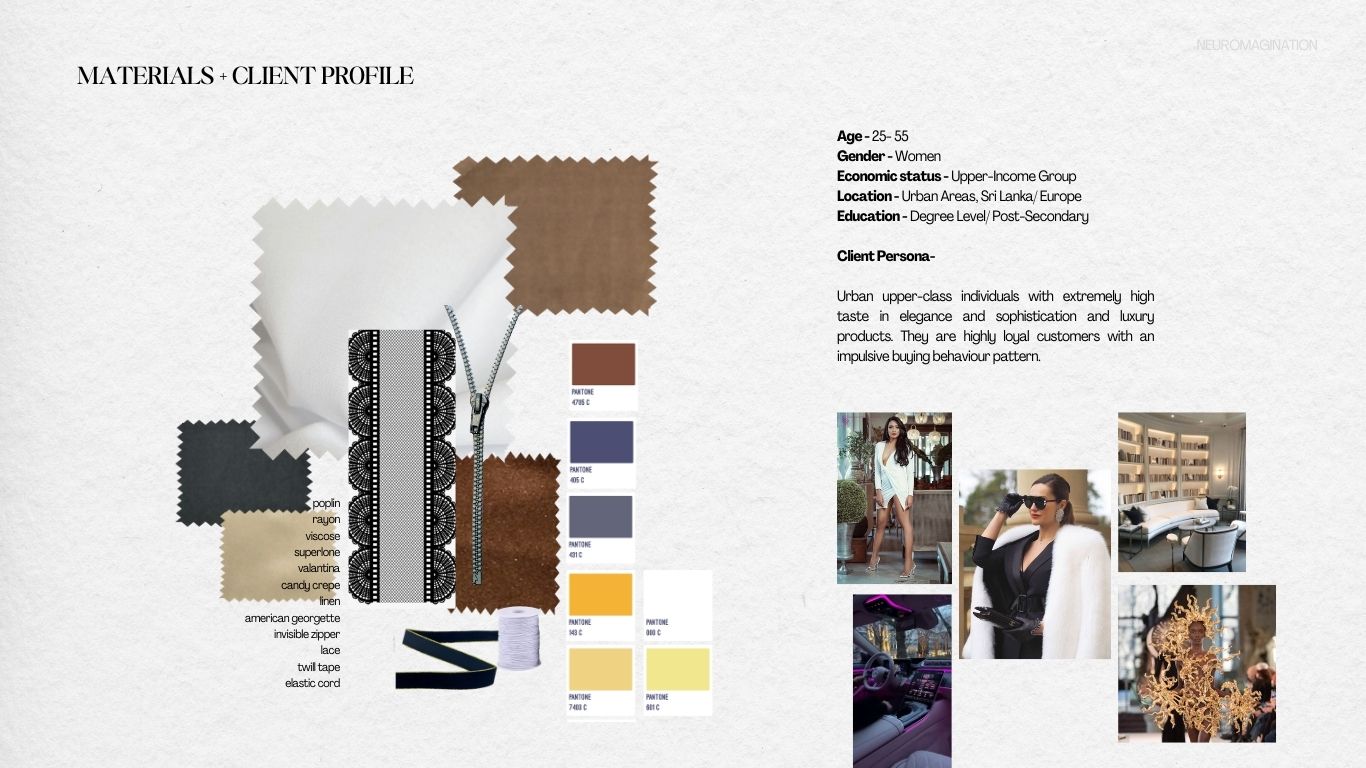 NEUROMAGINATION
MATERIALS + CLIENT PROFILE
Age - 25- 55
Gender - Women
Economic status - Upper-Income Group
Location - Urban Areas, Sri Lanka/ Europe
Education - Degree Level/ Post-Secondary
Client Persona-
Urban upper-class individuals with extremely high
taste in elegance and sophistication and luxury
products. They are highly loyal customers with an
impulsive buying behaviour pattern.
poplin
rayon
viscose
superlone
valantina
candy crepe
linen
american georgette
invisible zipper
lace
twill tape
elastic cord
PANTONE
PANTONE
PANTONE
431 C
PANTONE
143 C
PANTONE
000 C
PANTONE
7403 C
PANTONE